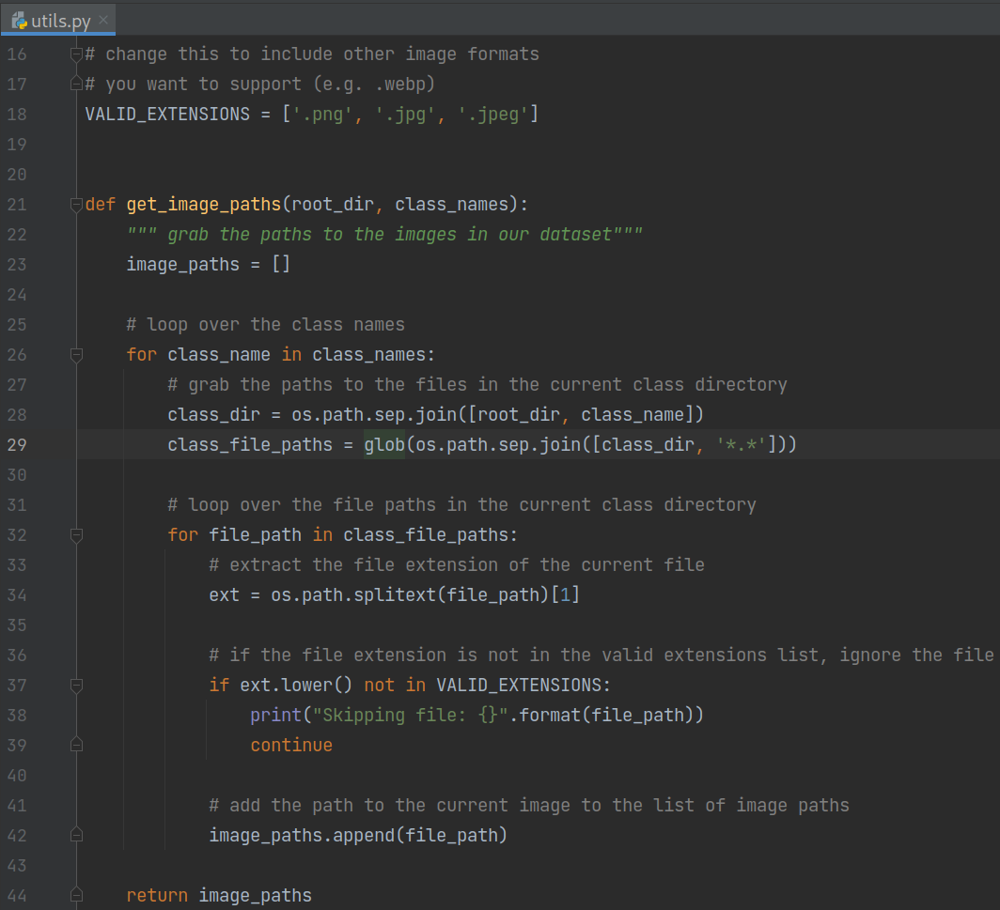 utils.py
16 # change this to include other image formats
17 # you want to support (e.g. .webp)
18 VALID_EXTENSIONS = ['.png', '.jpg', '.jpeg']
19
20
21 def get_image_paths(root_dir, class_names):
22     """ grab the paths to the images in our dataset"""
23     image_paths = []
24
25     # loop over the class names
26     for class_name in class_names:
27         # grab the paths to the files in the current class directory
28         class_dir = os.path.sep.join([root_dir, class_name])
29         class_file_paths = glob(os.path.sep.join([class_dir, '*.*']))
30
31         # loop over the file paths in the current class directory
32         for file_path in class_file_paths:
33             # extract the file extension of the current file
34             ext = os.path.splitext(file_path)[1]
35
36             # if the file extension is not in the valid extensions list, ignore the file
37             if ext.lower() not in VALID_EXTENSIONS:
38                 print("Skipping file: {}".format(file_path))
39                 continue
40
41             # add the path to the current image to the list of image paths
42             image_paths.append(file_path)
43
44     return image_paths